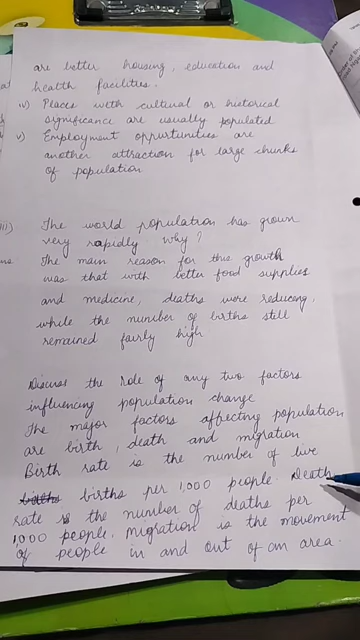 are better housing, education and
health facilities.
iv) Places with cultural or historical
significance are usually populated
v) Employment oppurtunities are
another attraction for large chunks
of population
III) The world population has grown
very rapidly. why?
ans The main reason for this growth
was that with better food supplies
and medicine, deaths were reducing,
while the number of births still
remained fairly high.
Discuss the role of any two factors
influencing population change
The major factors affecting population
are birth, death and migration
Birth rate is the number of live
births per 1,000 people. Death
rate is the number of deaths per
1,000 people. migration is the movement
of people in and out of an area.